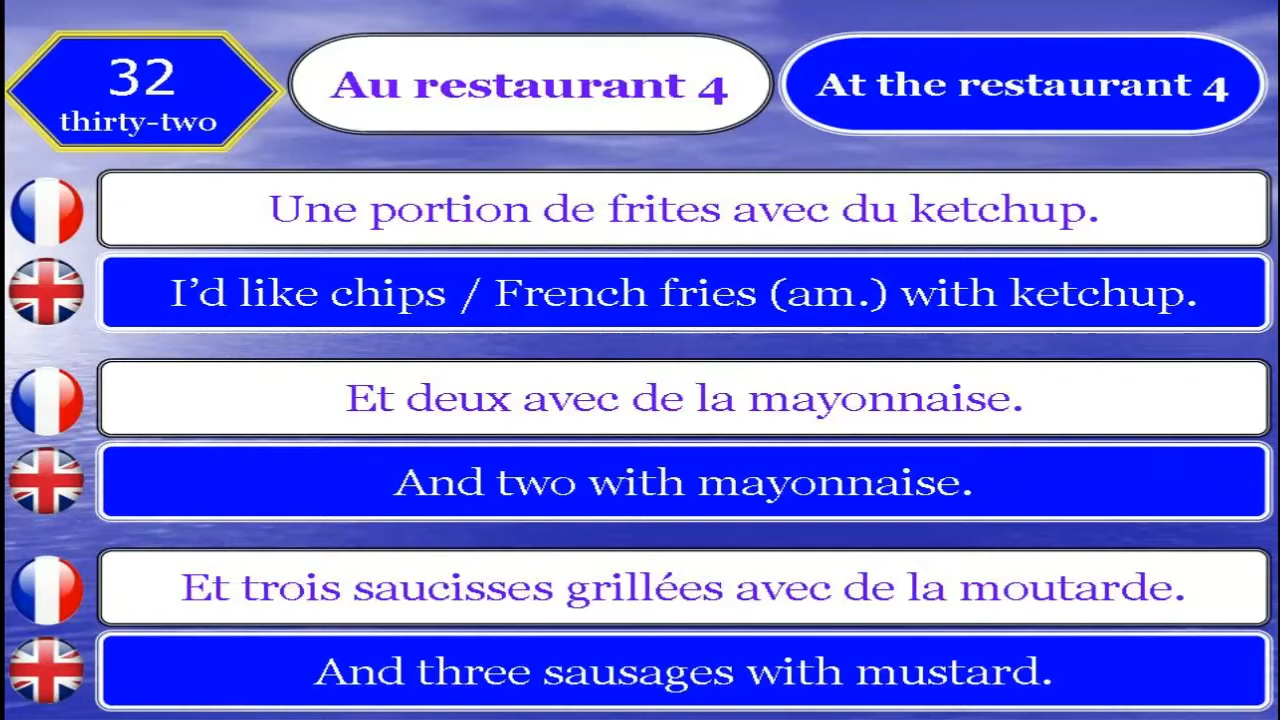 32
thirty-two
Au restaurant 4
At the restaurant 4
Une portion de frites avec du ketchup.
I’d like chips / French fries (am.) with ketchup.
Et deux avec de la mayonnaise.
And two with mayonnaise.
Et trois saucisses grillées avec de la moutarde.
And three sausages with mustard.